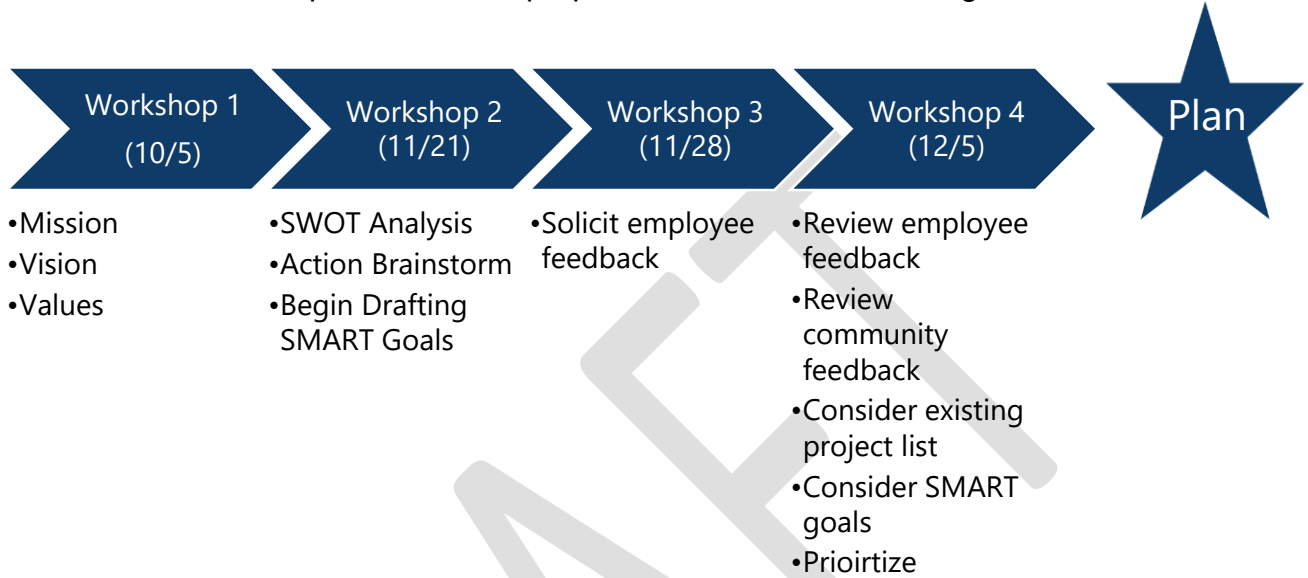 Workshop 1
(10/5)
Workshop 2
(11/21)
Workshop 3
(11/28)
Workshop 4
(12/5)
Plan
•Mission
•Vision
•Values
•SWOT Analysis
•Action Brainstorm
•Begin Drafting
SMART Goals
•Solicit employee
feedback
•Review employee
feedback
•Review
community
feedback
•Consider existing
project list
•Consider SMART
goals
•Prioirtize